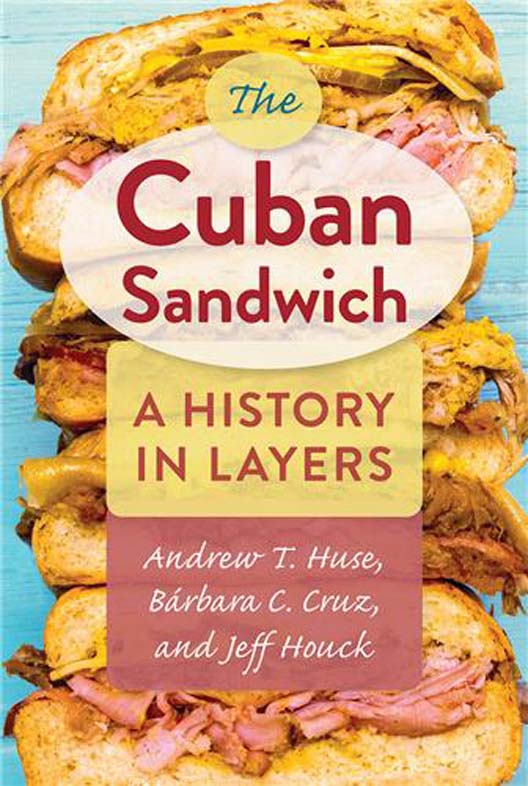 The
Cuban
Sandwich
A HISTORY
IN LAYERS
Andrew T. Huse,
Bárbara C. Cruz,
and Jeff Houck